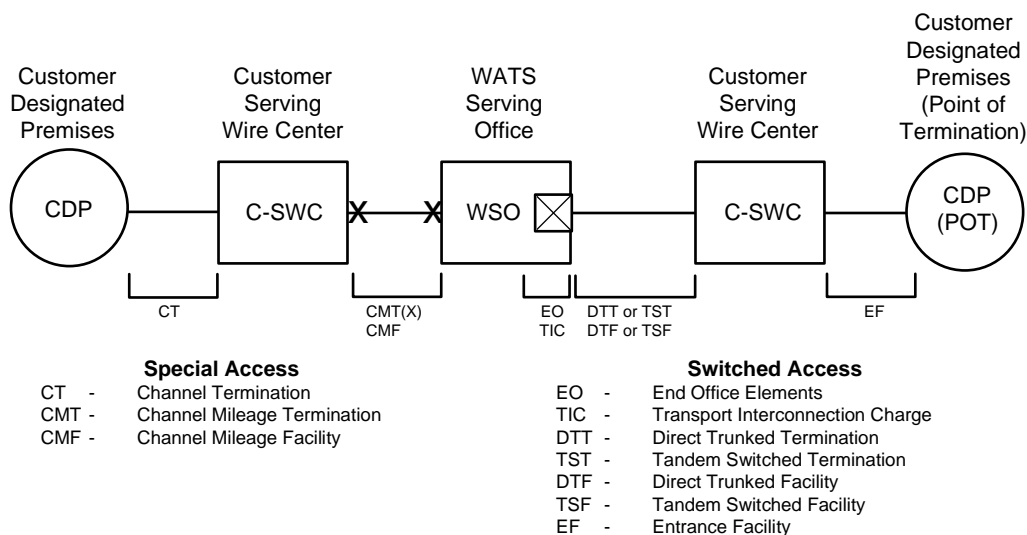 Customer
Designated
Premises
Customer
Serving
Wire Center
WATS
Serving
Office
Customer
Serving
Wire Center
Customer
Designated
Premises
(Point of
Termination)
CDP
C-SWC
X
X
WSO
C-SWC
CDP
(POT)
CT
CMT(X)
CMF
EO
TIC
DTT or TST
DTF or TSF
EF
Special Access
CT - Channel Termination
CMT - Channel Mileage Termination
CMF - Channel Mileage Facility
Switched Access
EO - End Office Elements
TIC - Transport Interconnection Charge
DTT - Direct Trunked Termination
TST - Tandem Switched Termination
DTF - Direct Trunked Facility
TSF - Tandem Switched Facility
EF - Entrance Facility